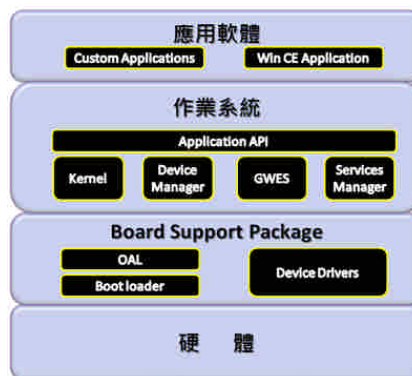 應用軟體
Custom Applications
Win CE Application
作業系統
Application API
Kernel
Device
Manager
GWES
Services
Manager
Board Support Package
OAL
Boot loader
Device Drivers
硬 體